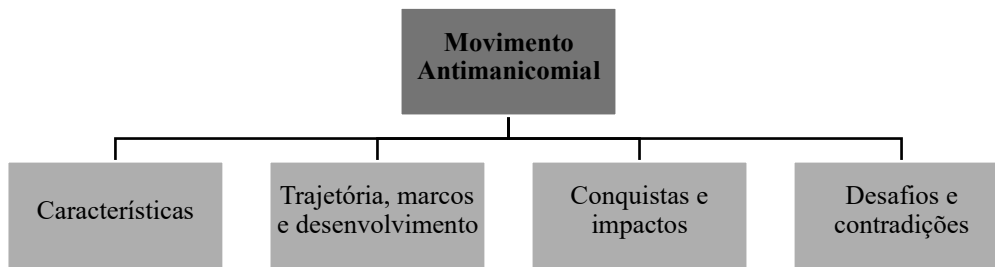 Movimento
Antimanicomial
Características
Trajetória, marcos
e desenvolvimento
Conquistas e
impactos
Desafios e
contradições